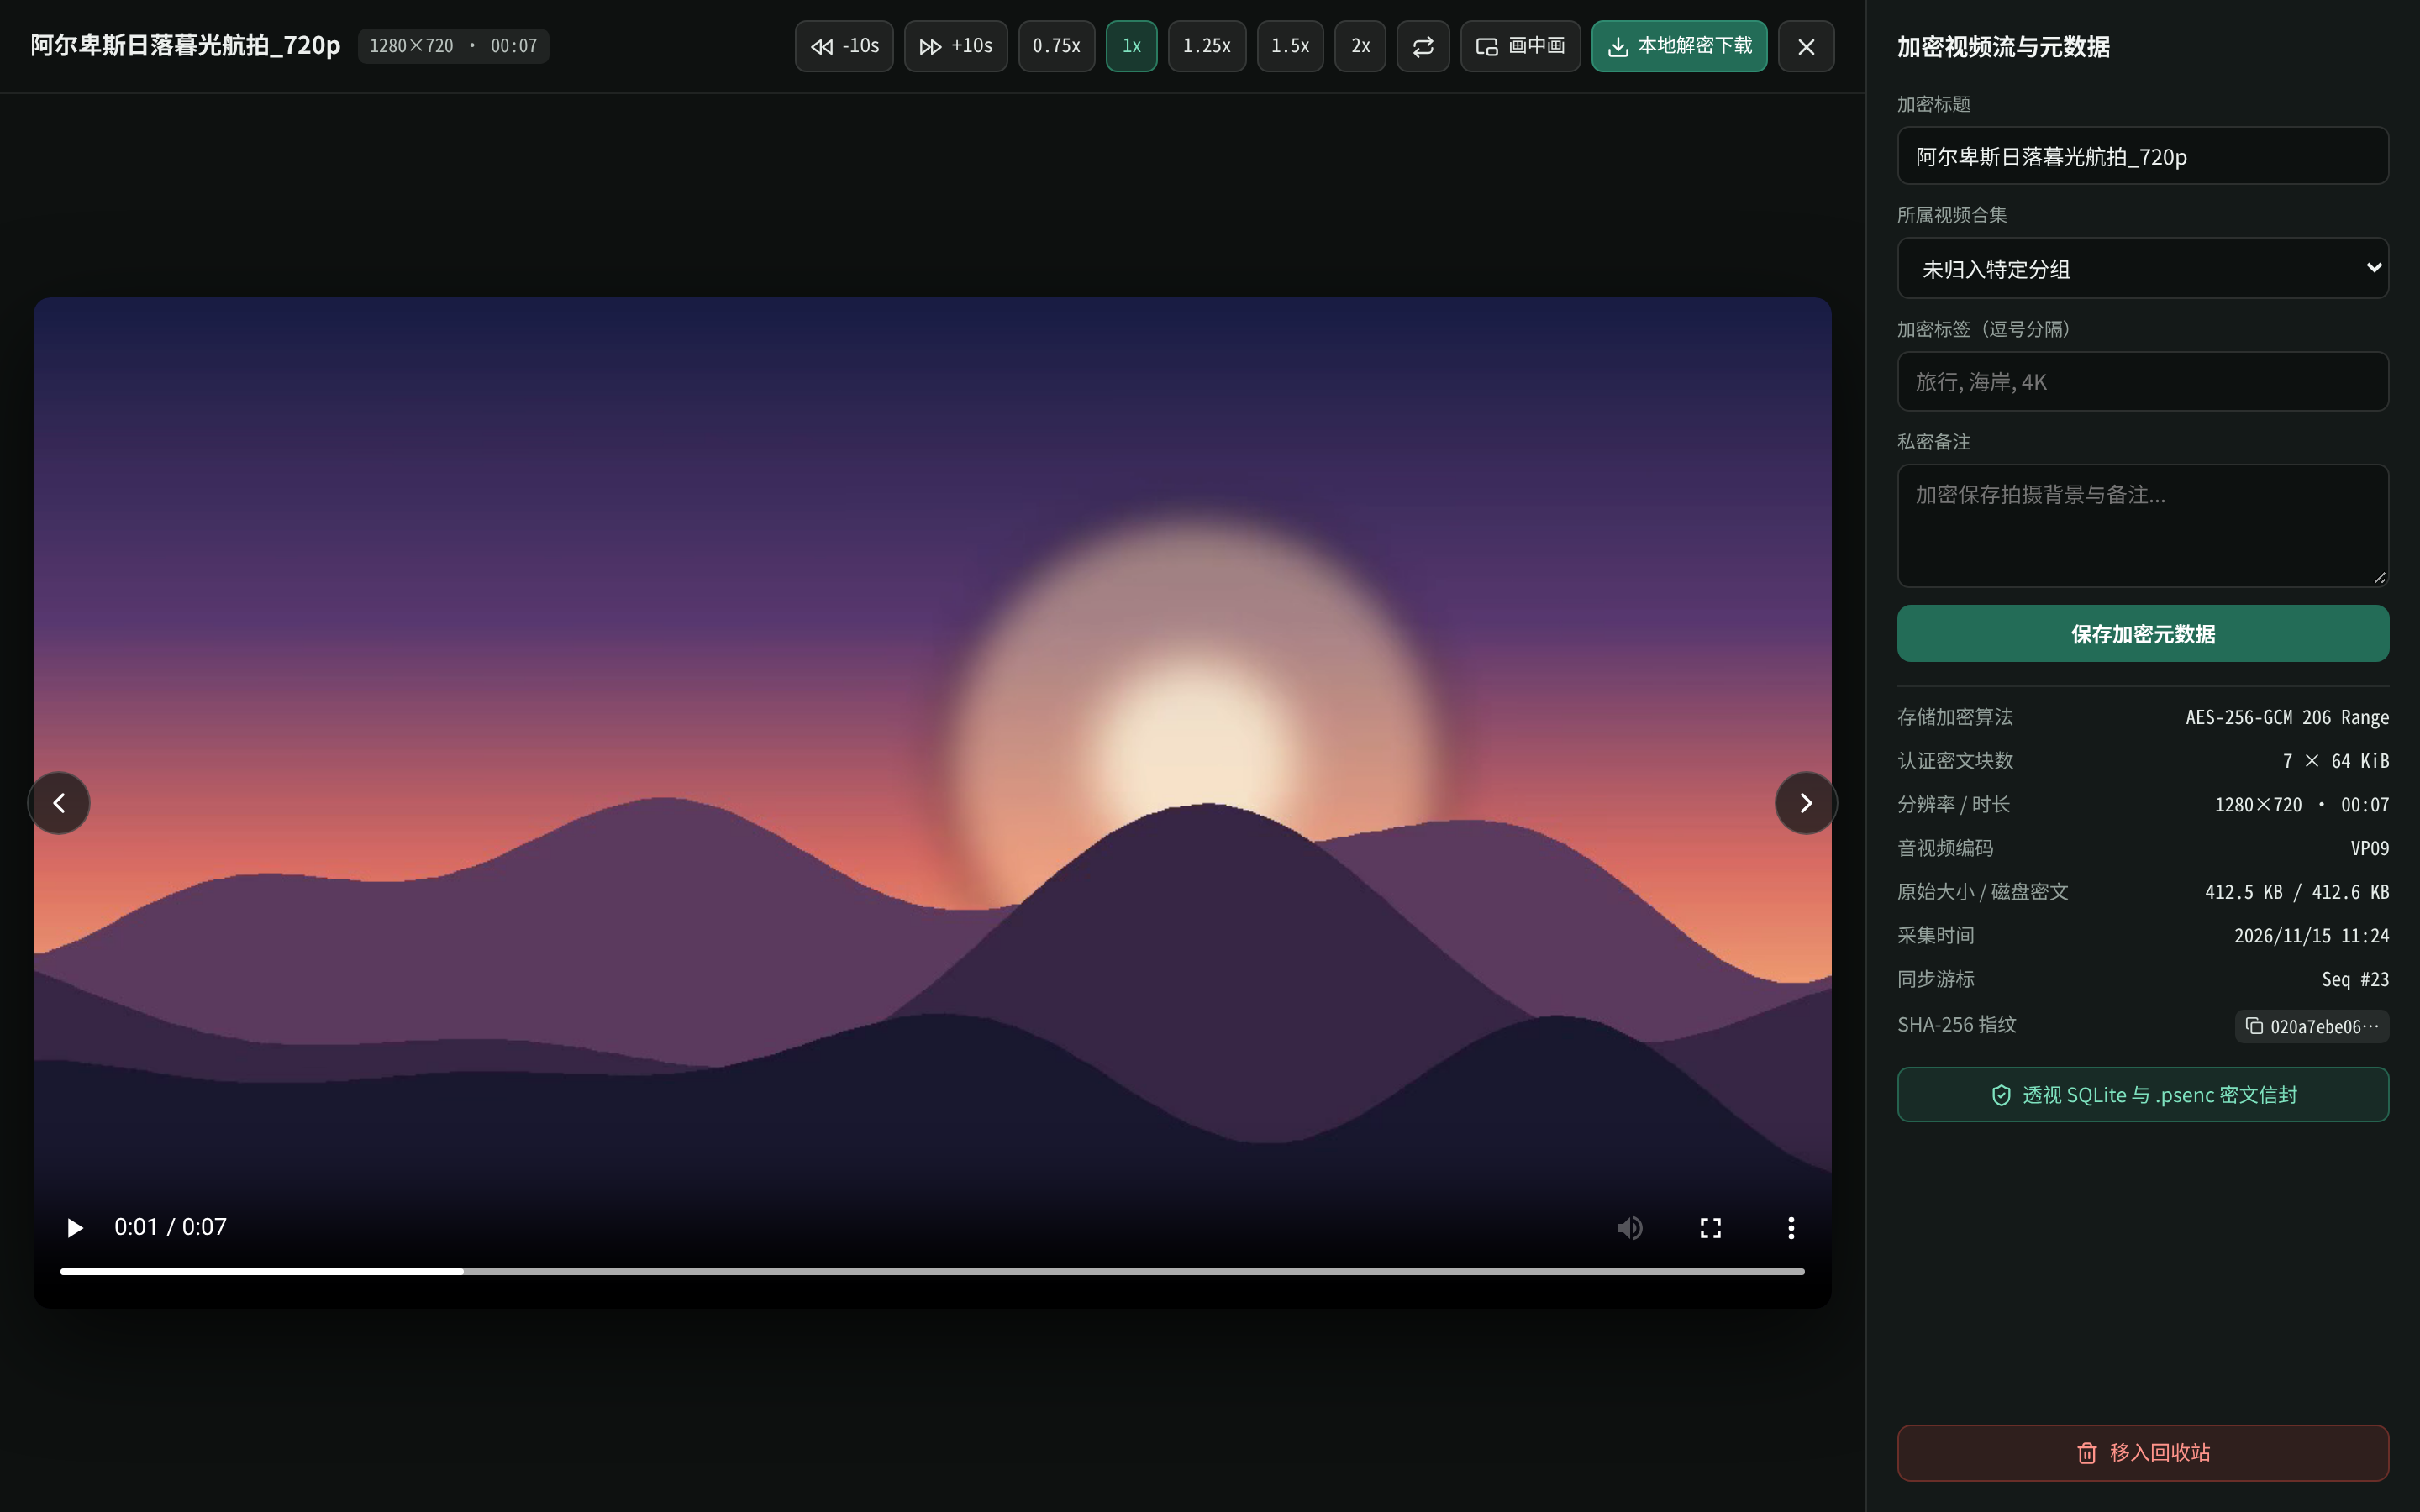 阿尔卑斯日落暮光航拍_720p
1280×720 • 00:07
-10s
+10s
0.75x
1x
1.25x
1.5x
2x
画中画
本地解密下载
0:01 / 0:07
加密视频流与元数据
加密标题
阿尔卑斯日落暮光航拍_720p
所属视频合集
未归入特定分组
加密标签（逗号分隔）
旅行, 海岸, 4K
私密备注
加密保存拍摄背景与备注...
保存加密元数据
存储加密算法 AES-256-GCM 206 Range
认证密文块数 7 × 64 KiB
分辨率 / 时长 1280×720 • 00:07
音视频编码 VP09
原始大小 / 磁盘密文 412.5 KB / 412.6 KB
采集时间 2026/11/15 11:24
同步游标 Seq #23
SHA-256 指纹 020a7ebe06…
透视 SQLite 与 .psenc 密文信封
移入回收站